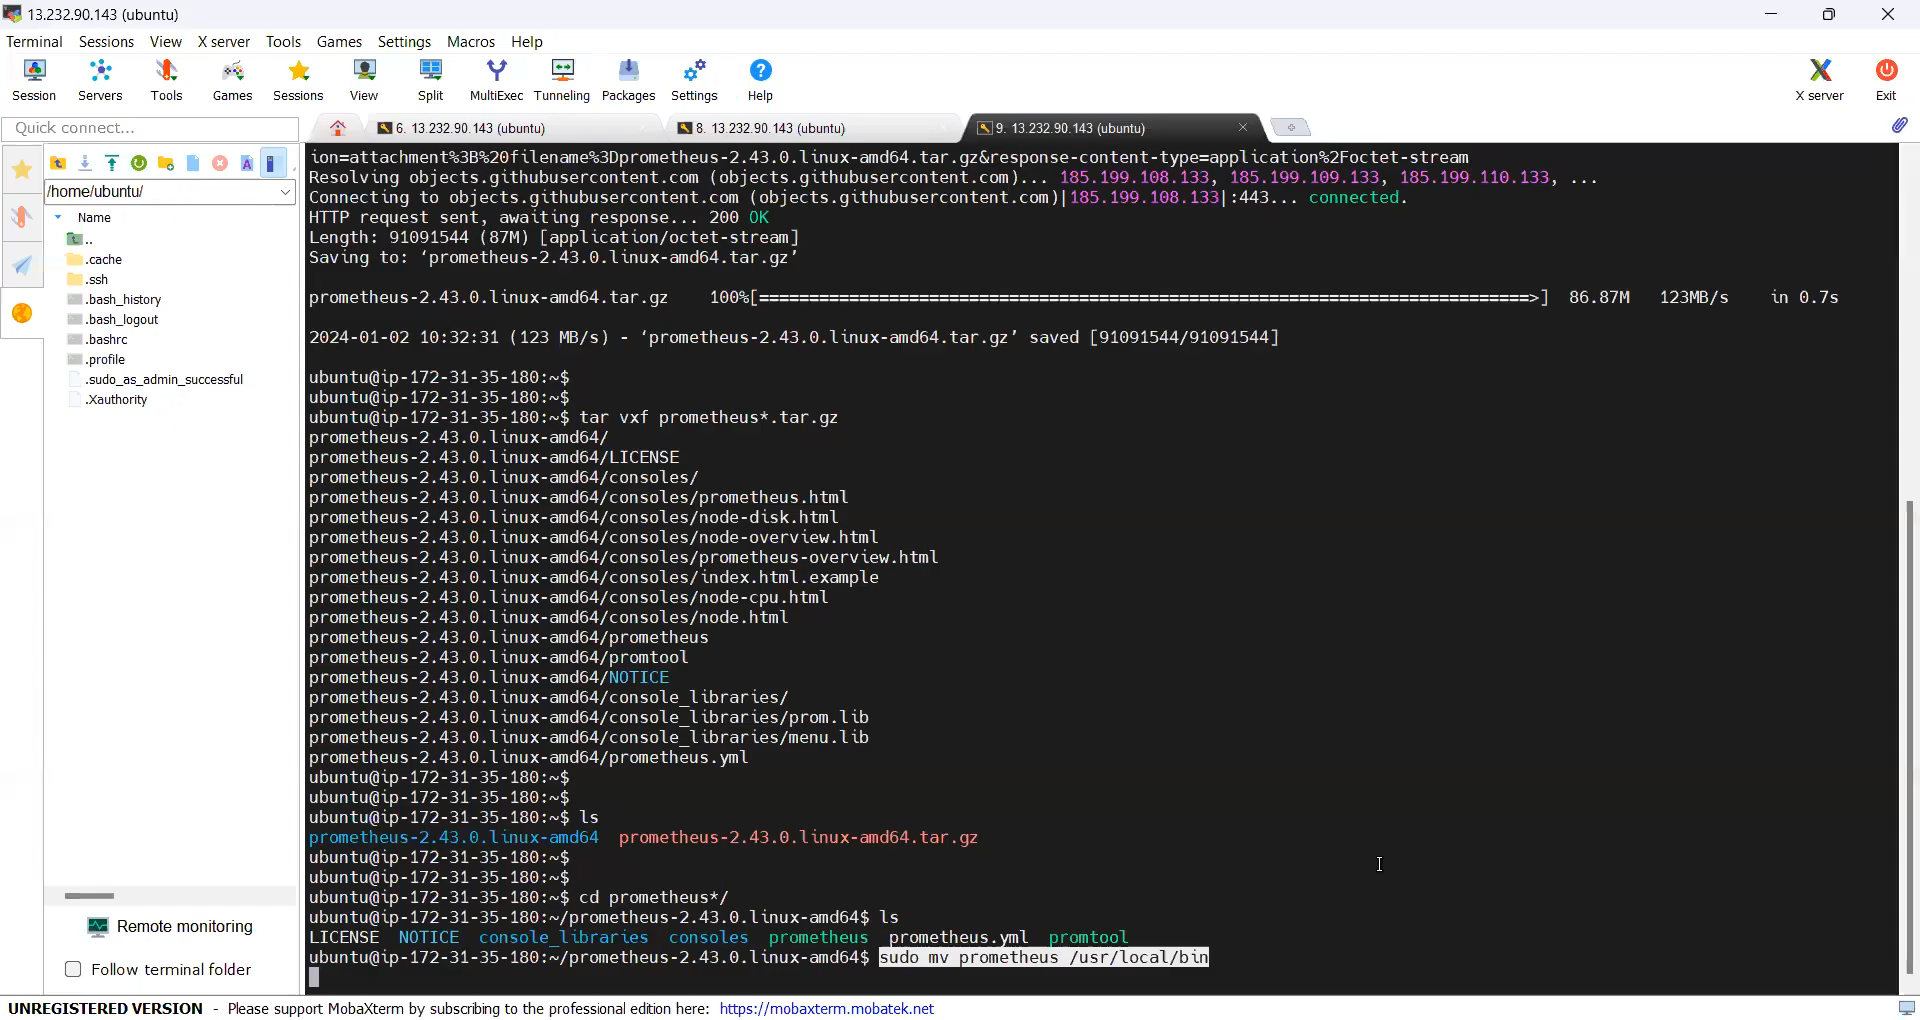 13.232.90.143 (ubuntu)
Terminal Sessions View X server Tools Games Settings Macros Help
Session Servers Tools Games Sessions View Split MultiExec Tunneling Packages Settings Help X server Exit
Quick connect...
6. 13.232.90.143 (ubuntu)
8. 13.232.90.143 (ubuntu)
9. 13.232.90.143 (ubuntu)
/home/ubuntu/
Name
..
.cache
.ssh
.bash_history
.bash_logout
.bashrc
.profile
.sudo_as_admin_successful
.Xauthority
Remote monitoring
Follow terminal folder
ion=attachment%3B%20filename%3Dprometheus-2.43.0.linux-amd64.tar.gz&response-content-type=application%2Foctet-stream
Resolving objects.githubusercontent.com (objects.githubusercontent.com)... 185.199.108.133, 185.199.109.133, 185.199.110.133, ...
Connecting to objects.githubusercontent.com (objects.githubusercontent.com)|185.199.108.133|:443... connected.
HTTP request sent, awaiting response... 200 OK
Length: 91091544 (87M) [application/octet-stream]
Saving to: ‘prometheus-2.43.0.linux-amd64.tar.gz’
prometheus-2.43.0.linux-amd64.tar.gz 100%[=============================================================================>] 86.87M 123MB/s in 0.7s
2024-01-02 10:32:31 (123 MB/s) - ‘prometheus-2.43.0.linux-amd64.tar.gz’ saved [91091544/91091544]
ubuntu@ip-172-31-35-180:~$
ubuntu@ip-172-31-35-180:~$
ubuntu@ip-172-31-35-180:~$ tar vxf prometheus*.tar.gz
prometheus-2.43.0.linux-amd64/
prometheus-2.43.0.linux-amd64/LICENSE
prometheus-2.43.0.linux-amd64/consoles/
prometheus-2.43.0.linux-amd64/consoles/prometheus.html
prometheus-2.43.0.linux-amd64/consoles/node-disk.html
prometheus-2.43.0.linux-amd64/consoles/node-overview.html
prometheus-2.43.0.linux-amd64/consoles/prometheus-overview.html
prometheus-2.43.0.linux-amd64/consoles/index.html.example
prometheus-2.43.0.linux-amd64/consoles/node-cpu.html
prometheus-2.43.0.linux-amd64/consoles/node.html
prometheus-2.43.0.linux-amd64/prometheus
prometheus-2.43.0.linux-amd64/promtool
prometheus-2.43.0.linux-amd64/NOTICE
prometheus-2.43.0.linux-amd64/console_libraries/
prometheus-2.43.0.linux-amd64/console_libraries/prom.lib
prometheus-2.43.0.linux-amd64/console_libraries/menu.lib
prometheus-2.43.0.linux-amd64/prometheus.yml
ubuntu@ip-172-31-35-180:~$
ubuntu@ip-172-31-35-180:~$
ubuntu@ip-172-31-35-180:~$ ls
prometheus-2.43.0.linux-amd64 prometheus-2.43.0.linux-amd64.tar.gz
ubuntu@ip-172-31-35-180:~$
ubuntu@ip-172-31-35-180:~$
ubuntu@ip-172-31-35-180:~$ cd prometheus*/
ubuntu@ip-172-31-35-180:~/prometheus-2.43.0.linux-amd64$ ls
LICENSE NOTICE console_libraries consoles prometheus prometheus.yml promtool
ubuntu@ip-172-31-35-180:~/prometheus-2.43.0.linux-amd64$ sudo mv prometheus /usr/local/bin
UNREGISTERED VERSION - Please support MobaXterm by subscribing to the professional edition here: https://mobaxterm.mobatek.net